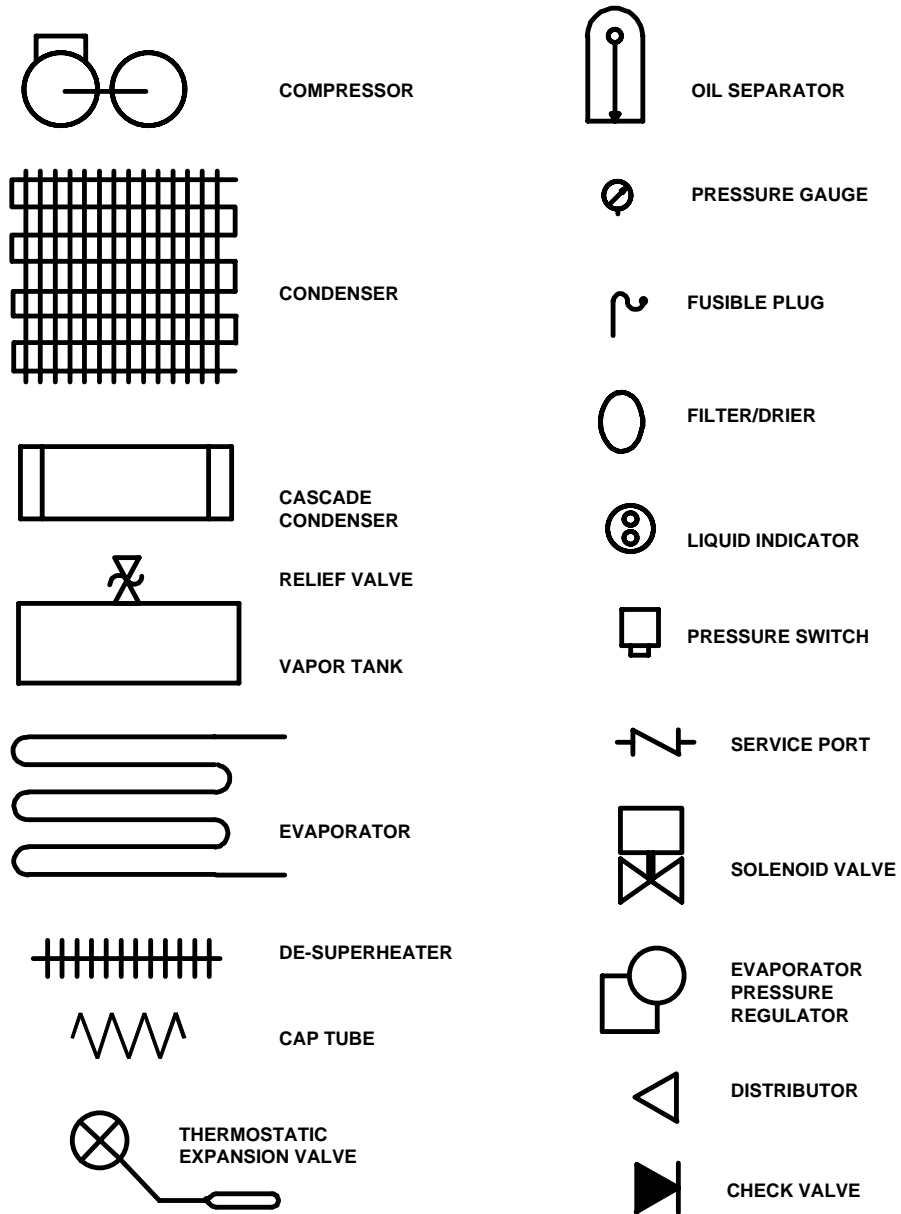 COMPRESSOR
CONDENSER
CASCADE
CONDENSER
RELIEF VALVE
VAPOR TANK
EVAPORATOR
DE-SUPERHEATER
CAP TUBE
THERMOSTATIC
EXPANSION VALVE
OIL SEPARATOR
PRESSURE GAUGE
FUSIBLE PLUG
FILTER/DRIER
LIQUID INDICATOR
PRESSURE SWITCH
SERVICE PORT
SOLENOID VALVE
EVAPORATOR
PRESSURE
REGULATOR
DISTRIBUTOR
CHECK VALVE